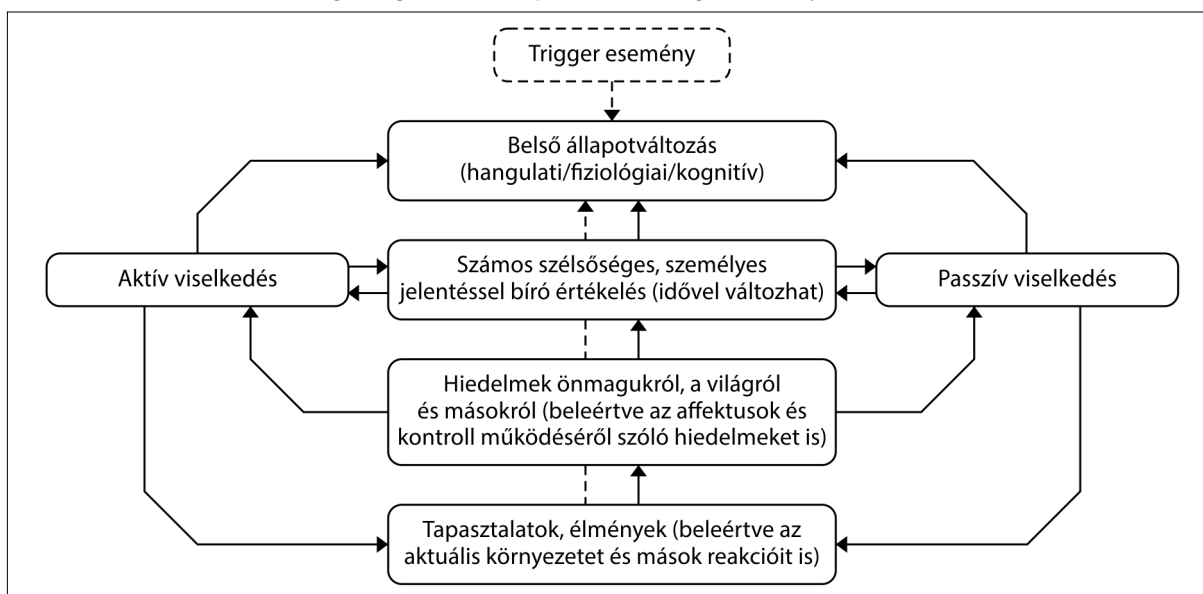 Trigger esemény
Belső állapotváltozás
(hangulati/fiziológiai/kognitív)
Aktív viselkedés
Számos szélsőséges, személyes
jelentéssel bíró értékelés (idővel változhat)
Passzív viselkedés
Hiedelmek önmagukról, a világról
és másokról (beleértve az affektusok és
kontroll működéséről szóló hiedelmeket is)
Tapasztalatok, élmények (beleértve az
aktuális környezetet és mások reakcióit is)